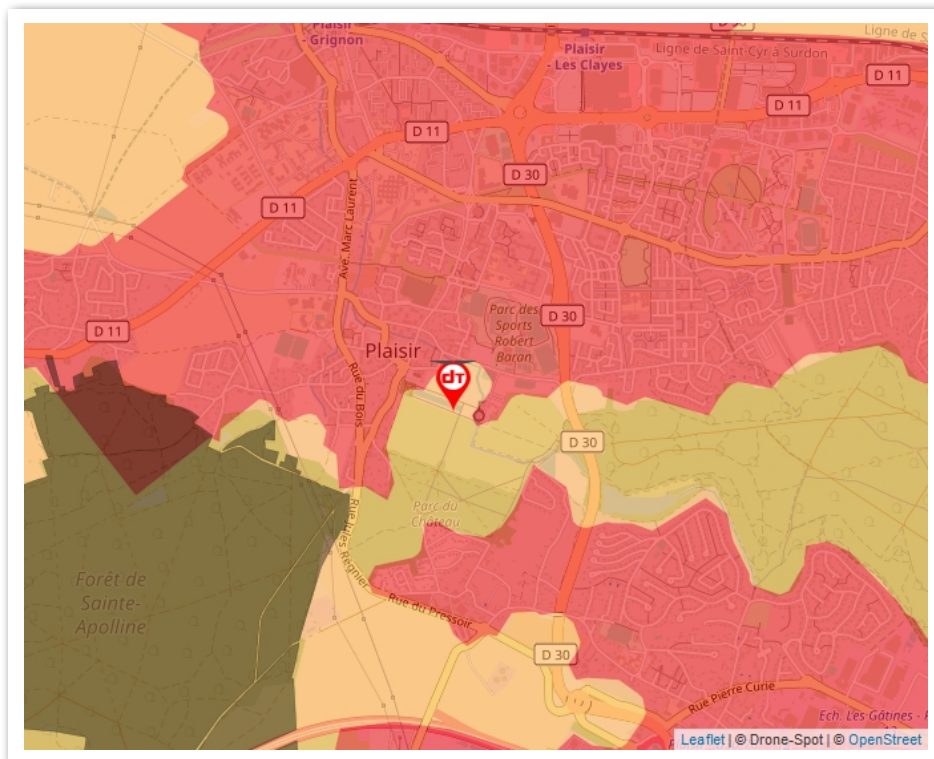 Plaisir
- Grignon
Plaisir
- Les Clayes
Ligne de Saint-Cyr à Surdon
Ligne de S
D 11
D 11
D 11
D 30
D 11
Ave. Marc Laurent
D 30
D 11
Parc des
Sports
Robert
Baran
Plaisir
dT
Rue du Bois
D 30
Parc du
Château
Rue Jules Régnier
Forêt de
Sainte-
Apolline
Rue du Pressoir
D 30
Rue Pierre Curie
Ech. Les Gâtines - P
Leaflet | © Drone-Spot | © OpenStreet